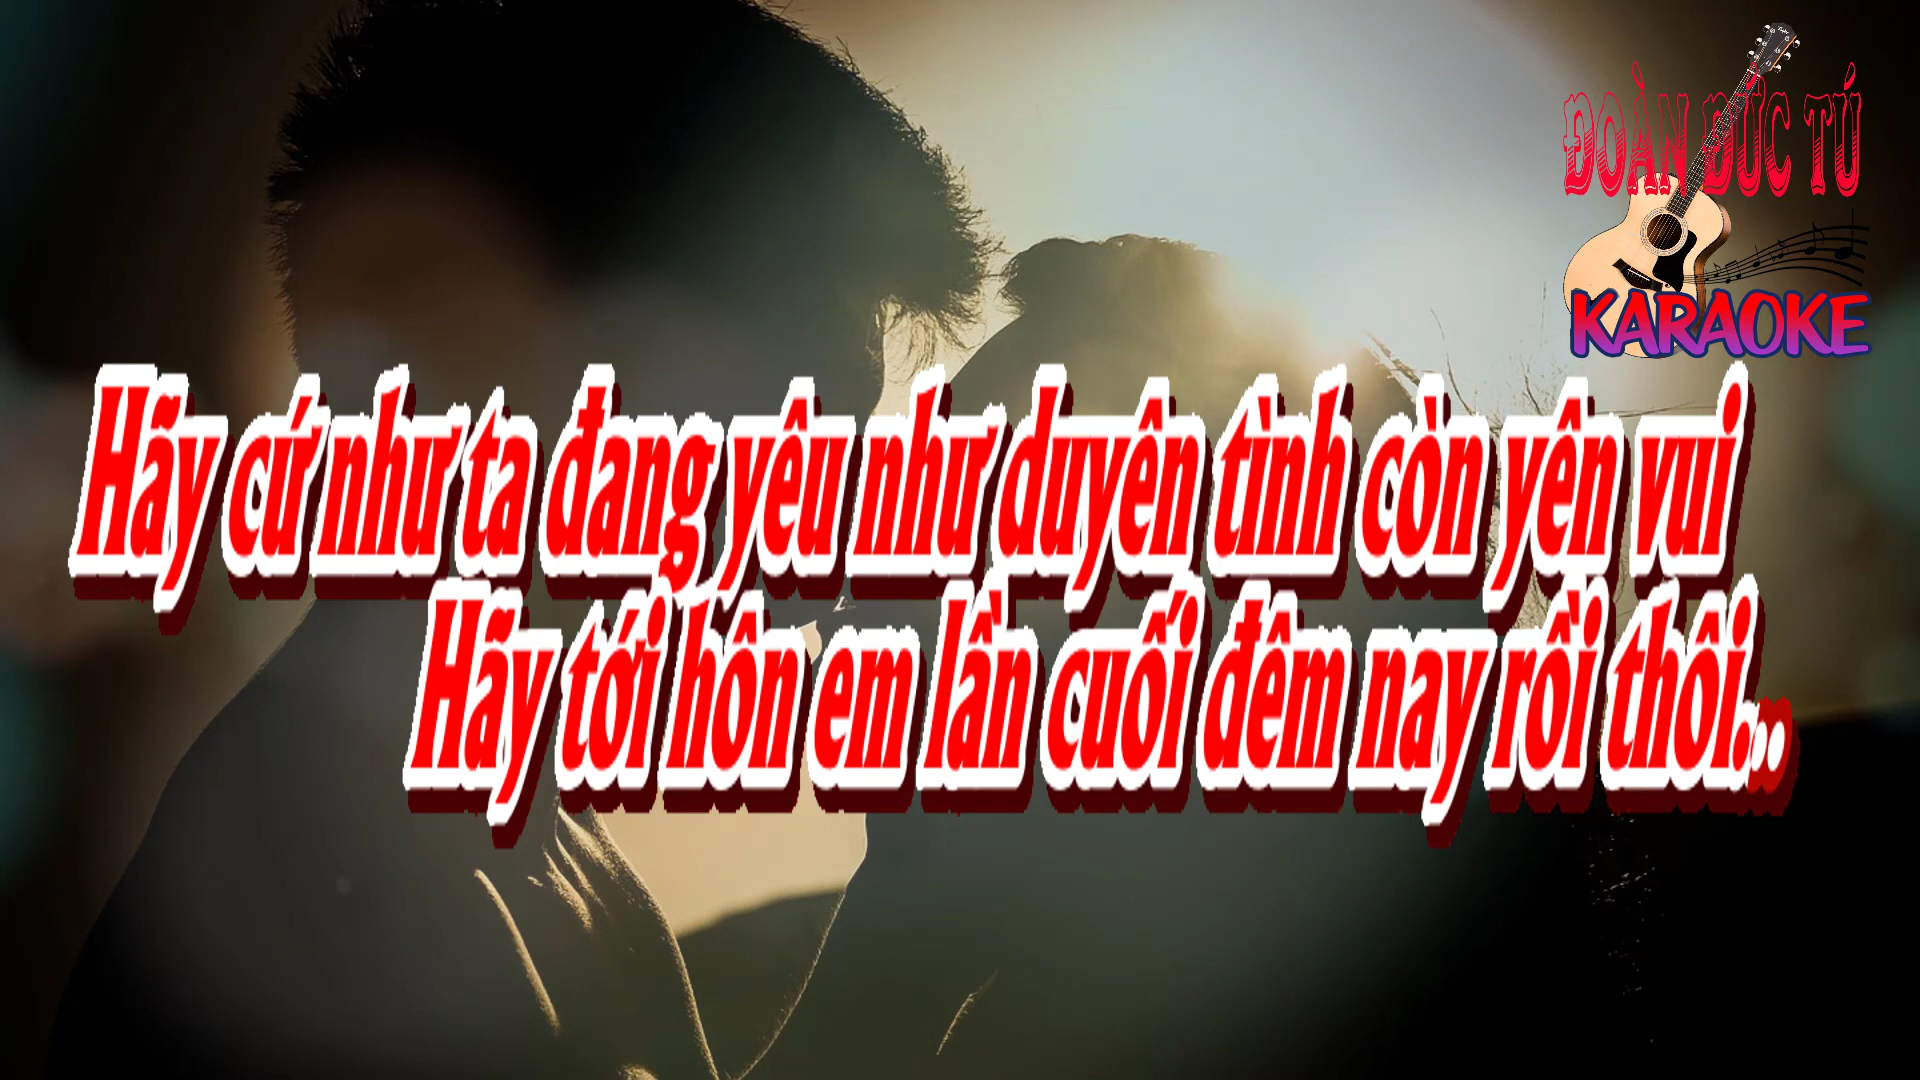 ĐOÀN ĐỨC TÚ
KARAOKE
Hãy cứ như ta đang yêu như duyên tình còn yên vui
Hãy tới hôn em lần cuối đêm nay rồi thôi...